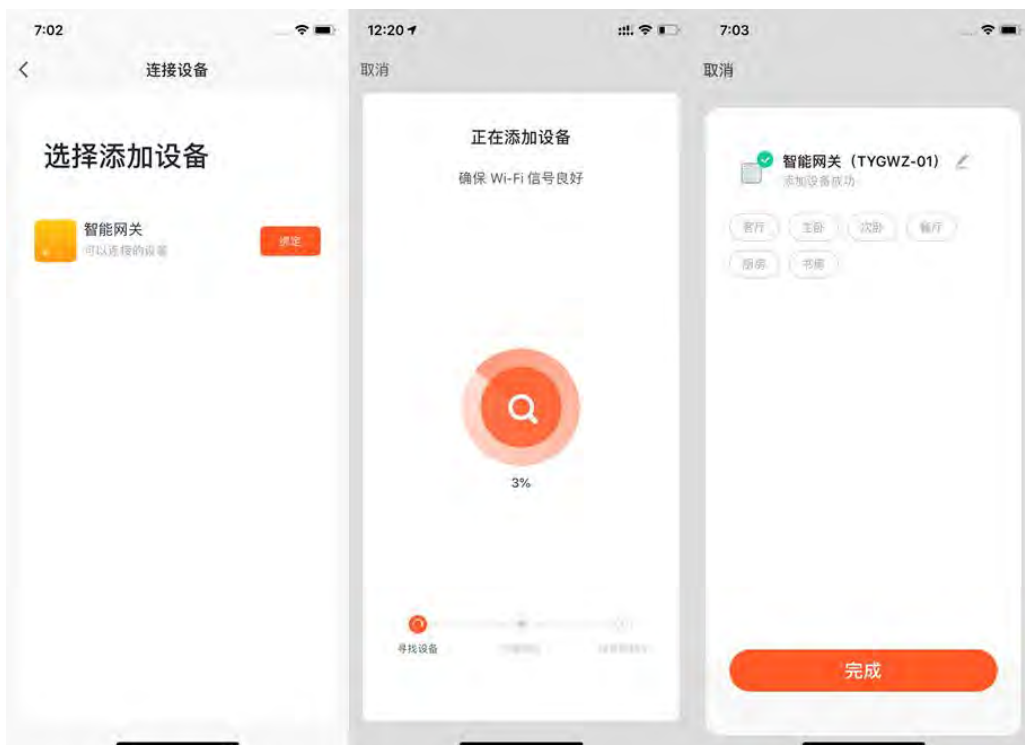 7:02
连接设备
选择添加设备
智能网关
可以连接的设备
绑定
12:20
取消
正在添加设备
确保 Wi-Fi 信号良好
3%
寻找设备
7:03
取消
智能网关（TYGWZ-01）
添加设备成功
客厅 主卧 次卧 餐厅
厨房 书房
完成